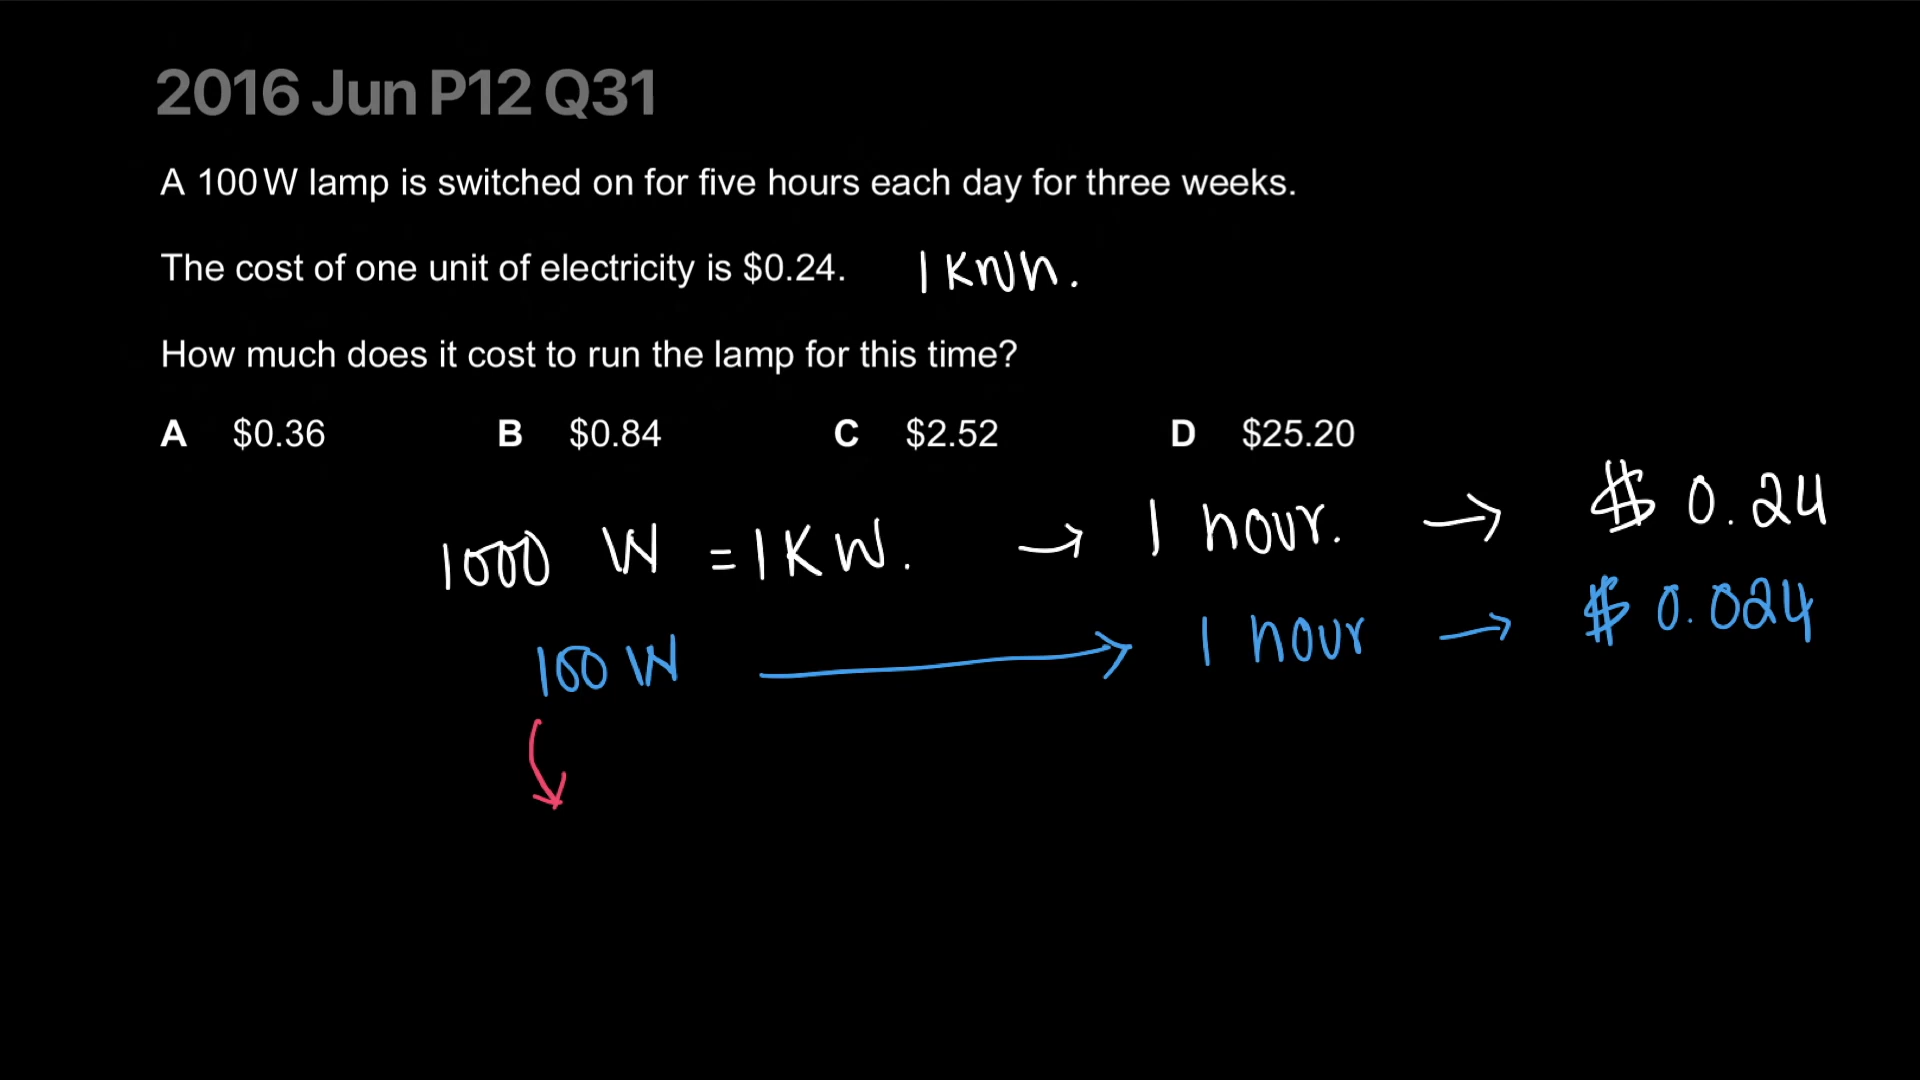 2016 Jun P12 Q31
A 100W lamp is switched on for five hours each day for three weeks.
The cost of one unit of electricity is $0.24. 1 KWh.
How much does it cost to run the lamp for this time?
A $0.36 B $0.84 C $2.52 D $25.20
1000 W = 1KW. → 1 hour. → $ 0.24
100 W → 1 hour → $ 0.024